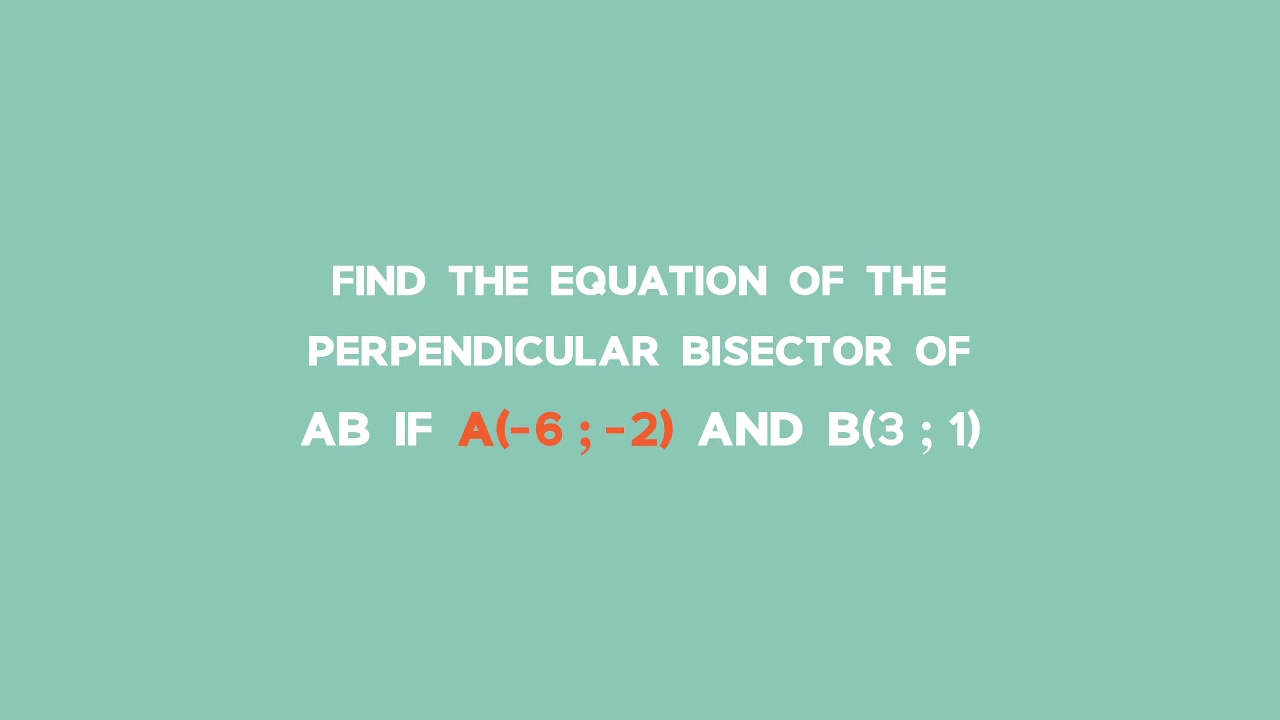 FIND THE EQUATION OF THE
PERPENDICULAR BISECTOR OF
AB IF A(-6 ; -2) AND B(3 ; 1)